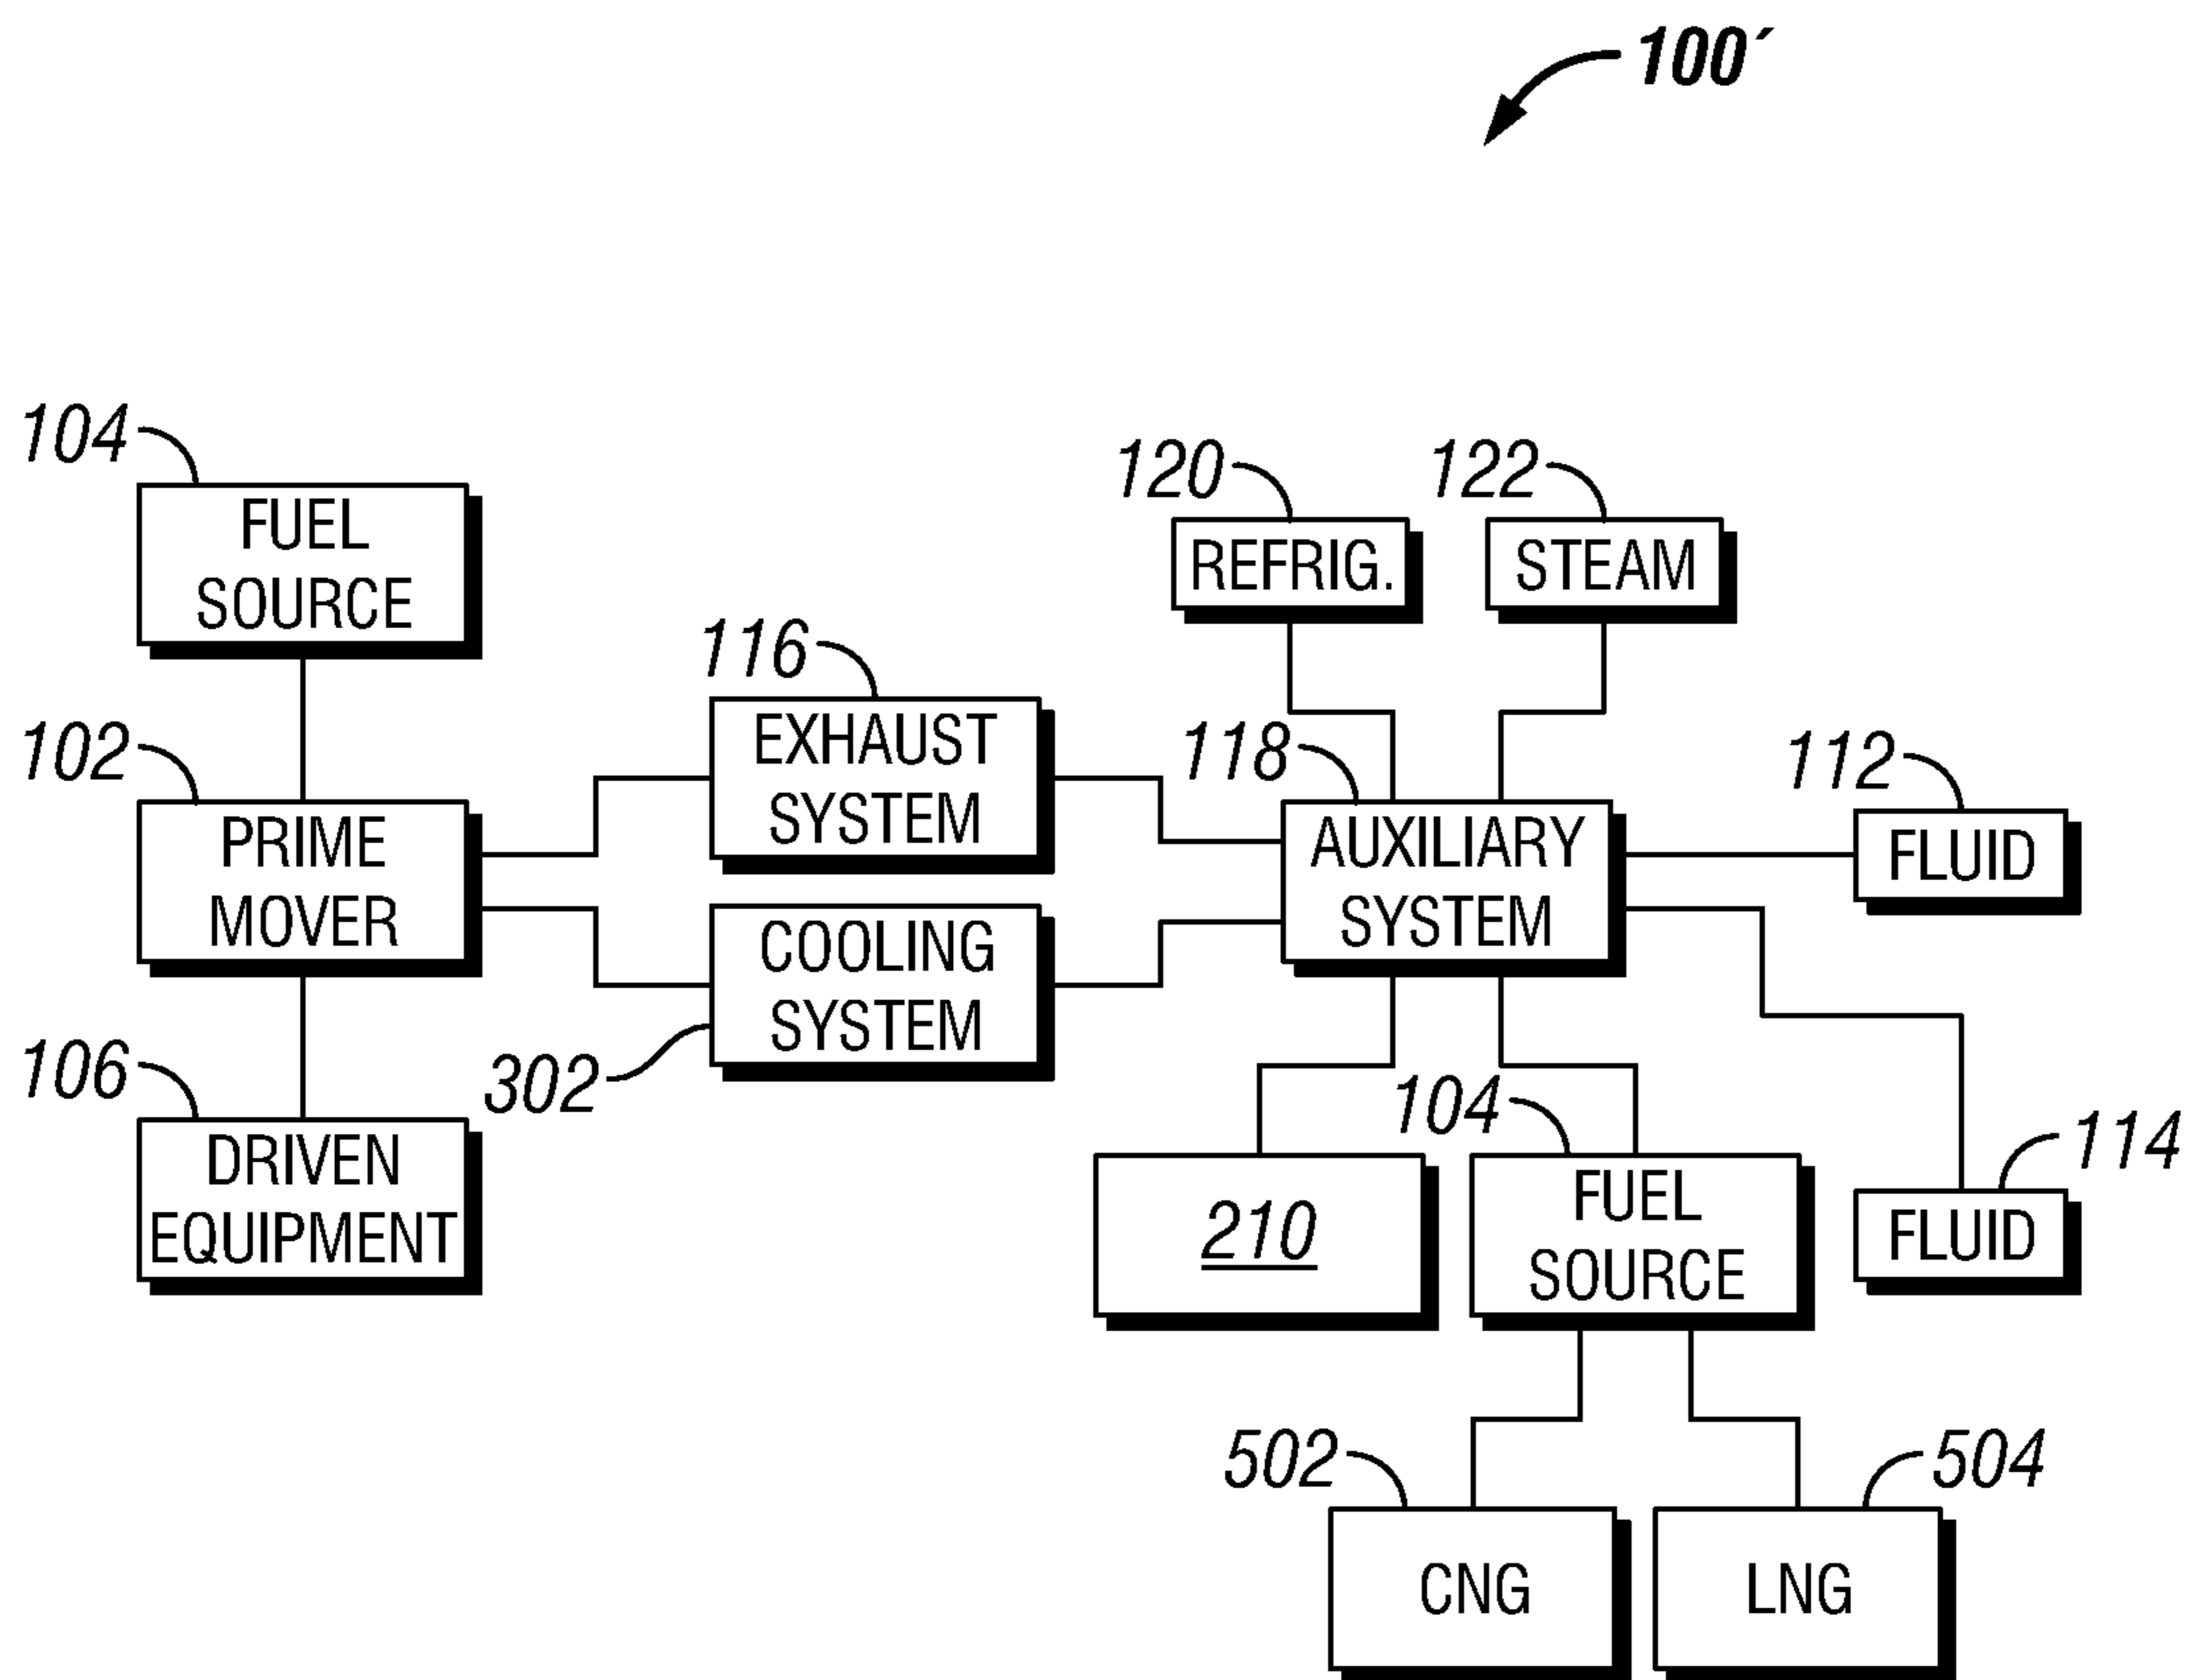 100′
104
FUEL
SOURCE
120
REFRIG.
122
STEAM
116
EXHAUST
SYSTEM
102
PRIME
MOVER
118
AUXILIARY
SYSTEM
112
FLUID
302
COOLING
SYSTEM
106
DRIVEN
EQUIPMENT
210
104
FUEL
SOURCE
114
FLUID
502
CNG
504
LNG